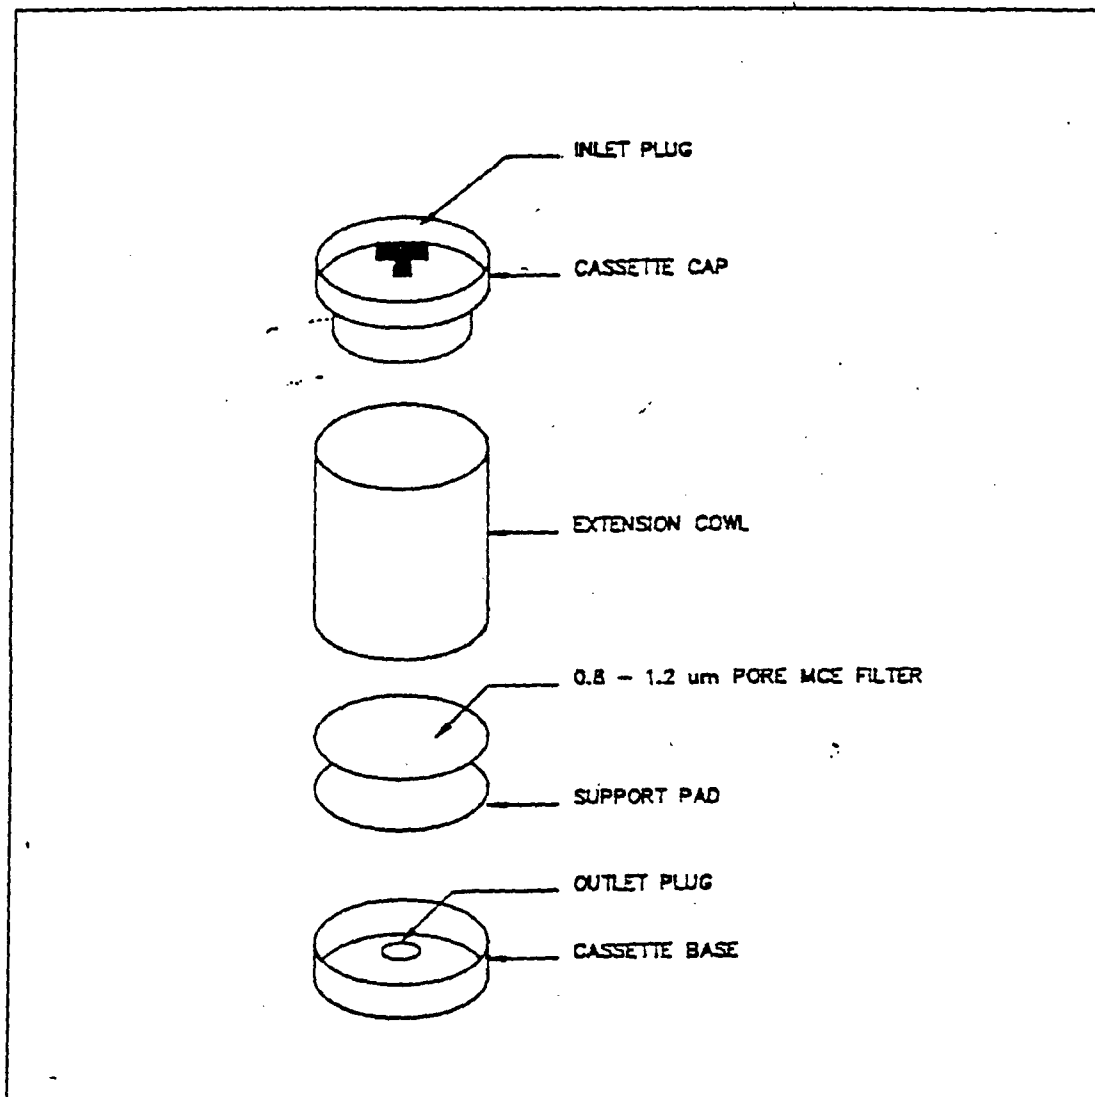 INLET PLUG
CASSETTE CAP
EXTENSION COWL
0.8 - 1.2 um PORE MCE FILTER
SUPPORT PAD
OUTLET PLUG
CASSETTE BASE